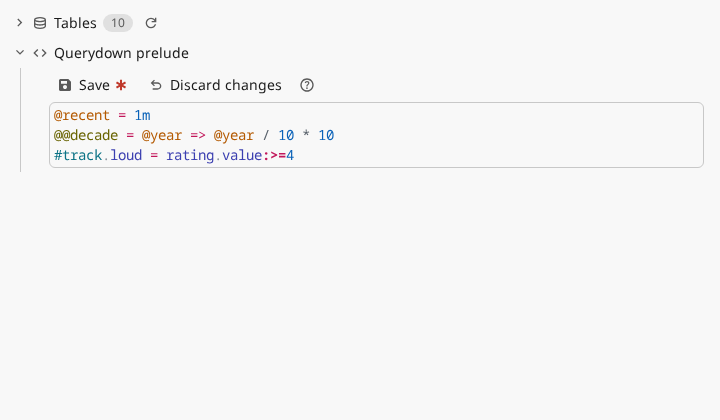 Tables 10
Querydown prelude
Save * Discard changes
@recent = 1m
@@decade = @year => @year / 10 * 10
#track.loud = rating.value:>=4